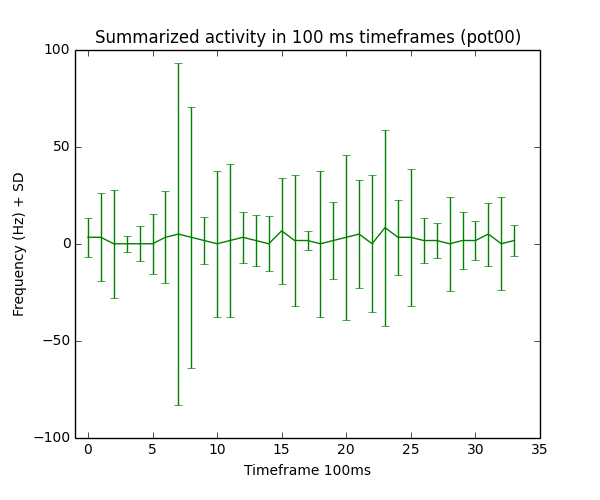 Summarized activity in 100 ms timeframes (pot00)
100
50
0
−50
−100
Frequency (Hz) + SD
0 5 10 15 20 25 30 35
Timeframe 100ms